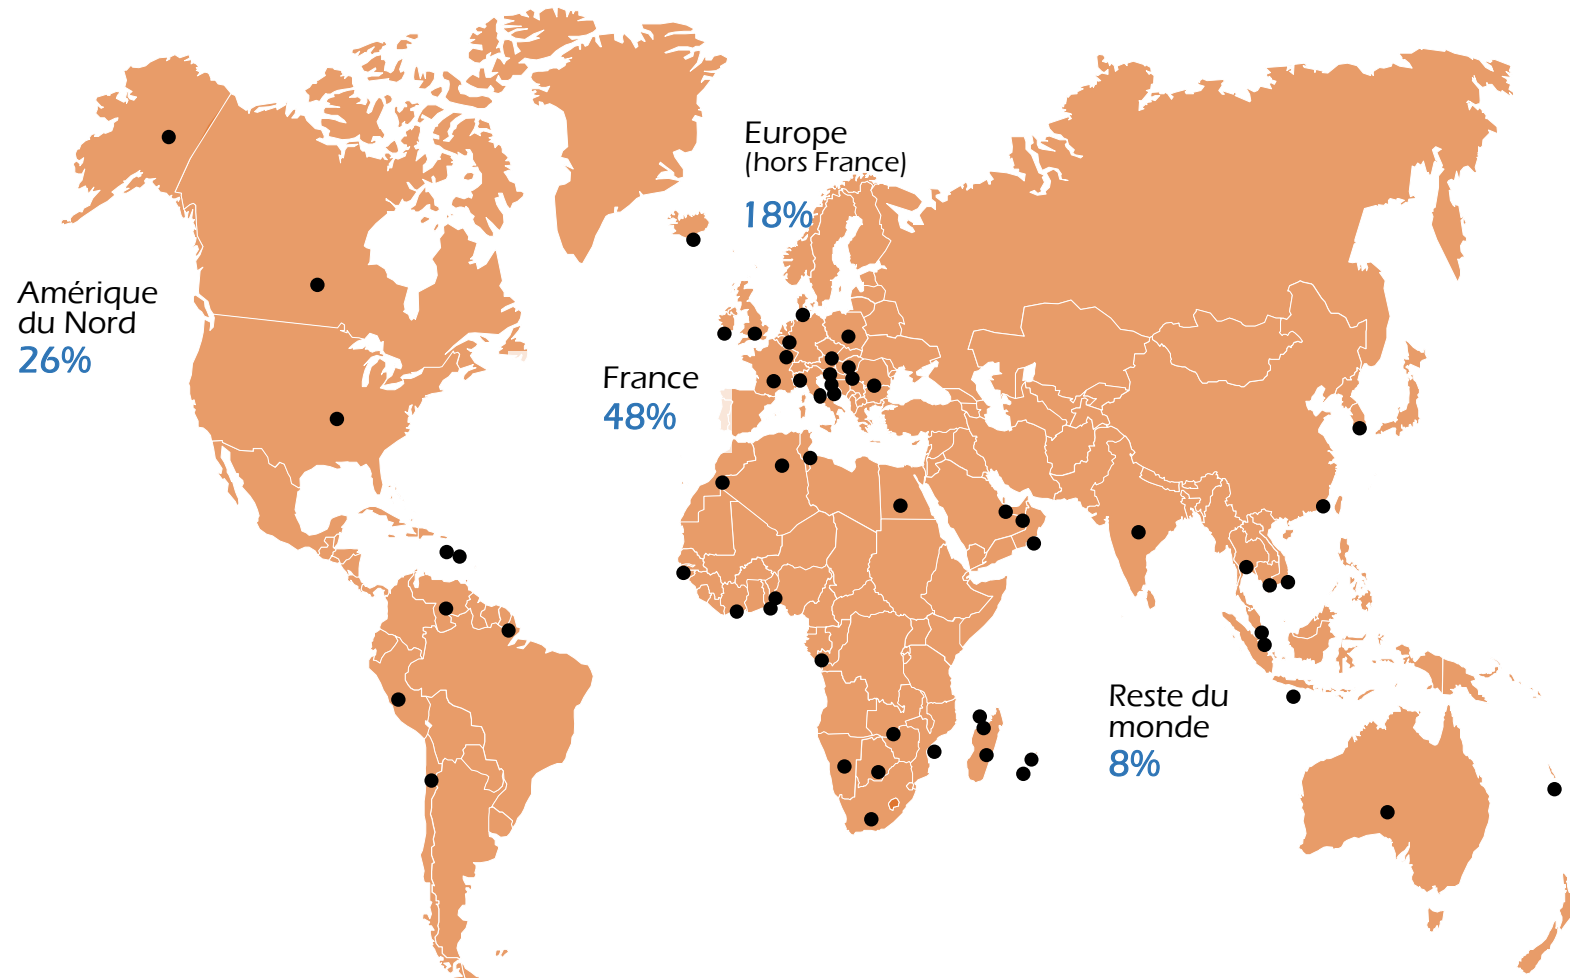 Europe
(hors France)
18%
Amérique
du Nord
26%
France
48%
Reste du
monde
8%